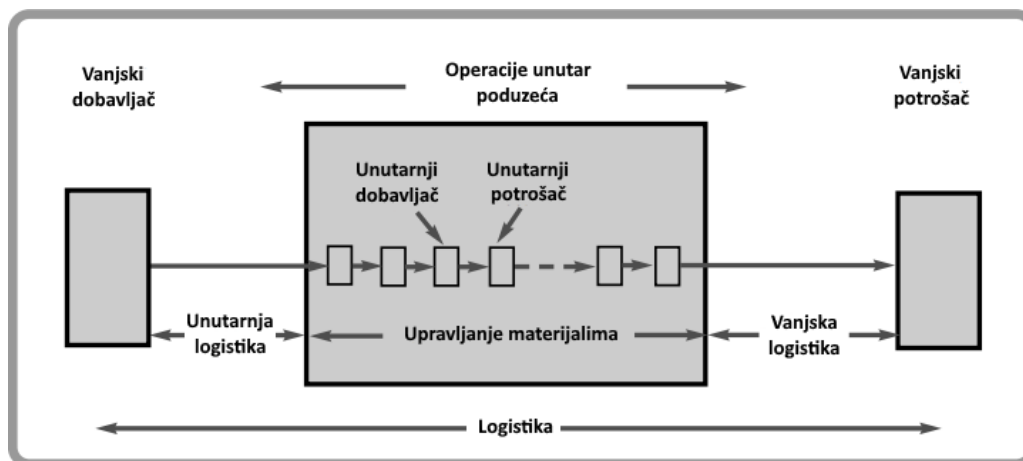 Vanjski
dobavljač
Operacije unutar
poduzeća
Vanjski
potrošač
Unutarnji
dobavljač
Unutarnji
potrošač
Unutarnja
logistika
Upravljanje materijalima
Vanjska
logistika
Logistika